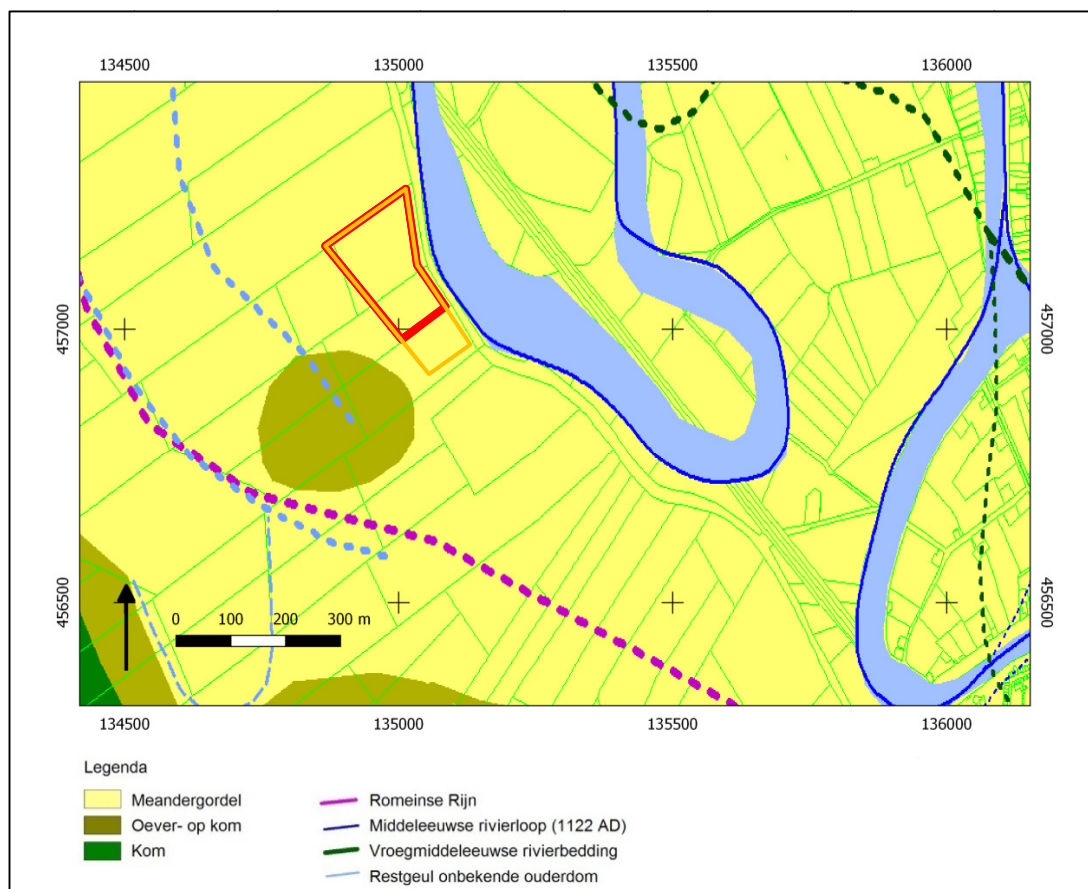 134500 135000 135500 136000
457000 457000
456500 456500
0 100 200 300 m
134500 135000 135500 136000
Legenda
Meandergordel
Oever- op kom
Kom
Romeinse Rijn
Middeleeuwse rivierloop (1122 AD)
Vroegmiddeleeuwse rivierbedding
Restgeul onbekende ouderdom